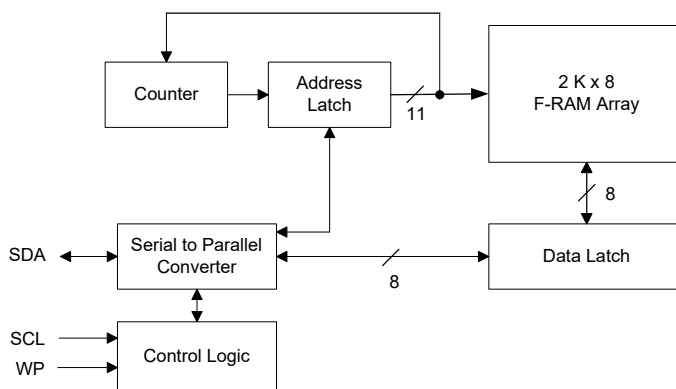 Counter
Address
Latch
11
2 K x 8
F-RAM Array
8
Serial to Parallel
Converter
SDA
8
Data Latch
SCL
WP
Control Logic